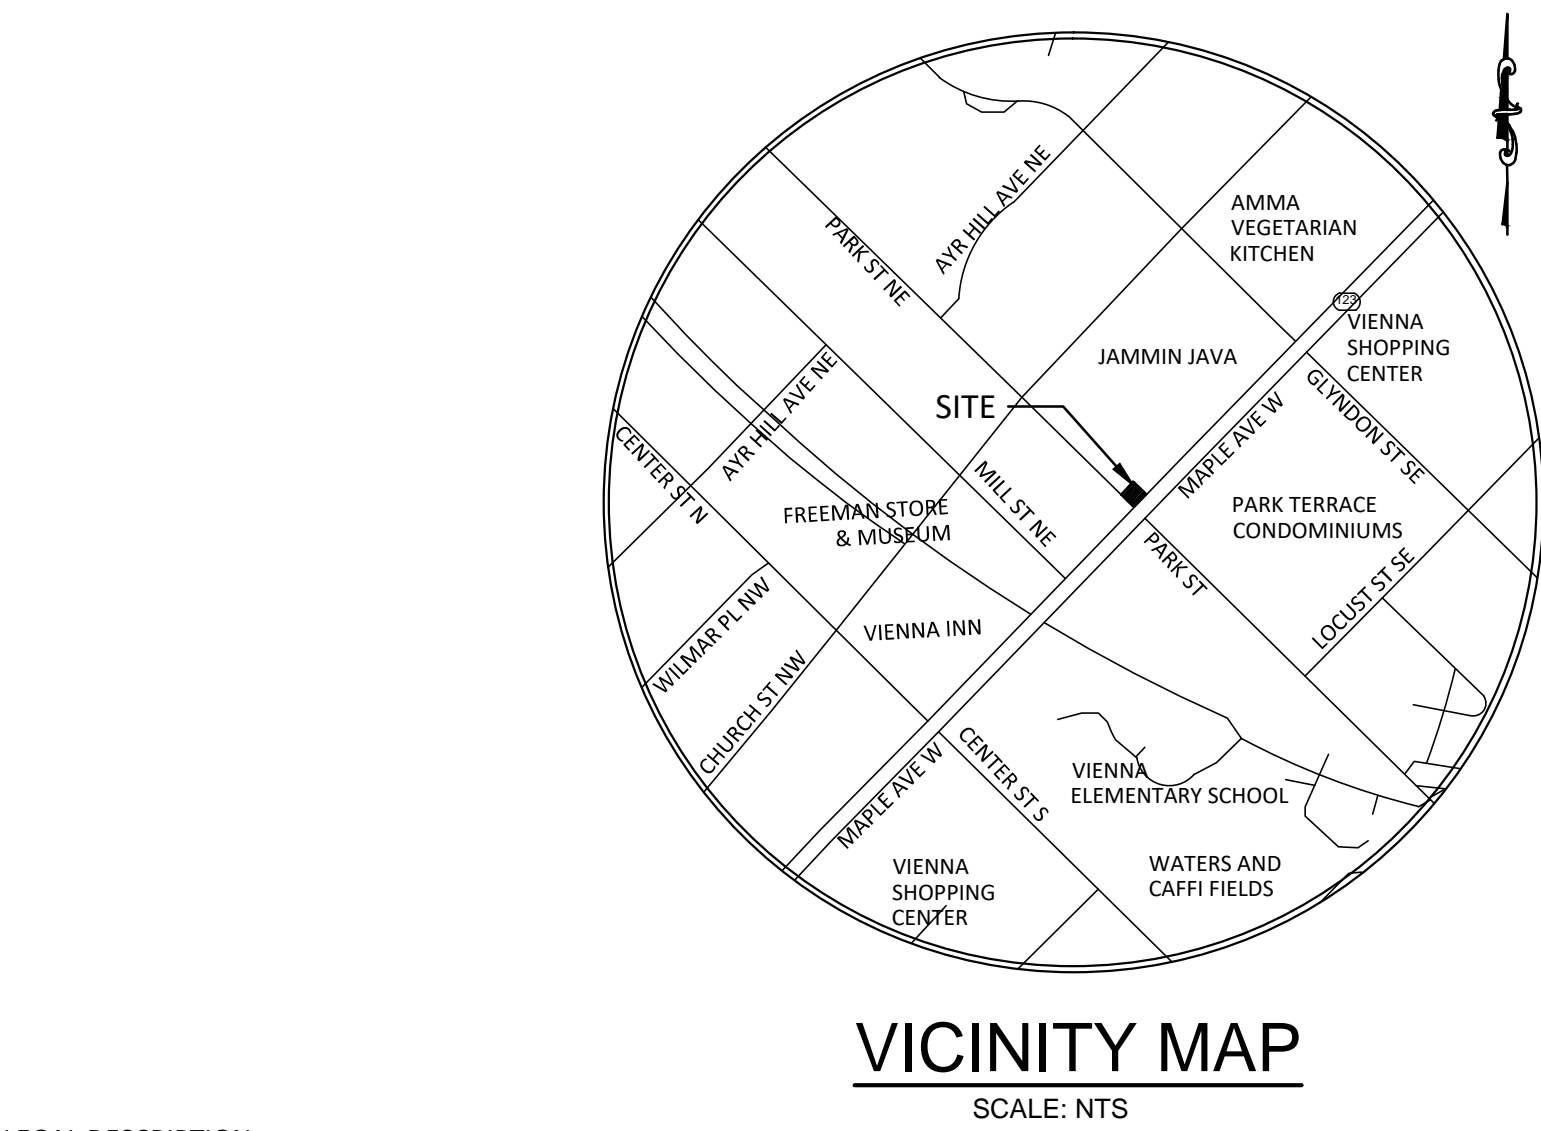 AMMA
VEGETARIAN
KITCHEN
AYR HILL AVE NE
PARK ST NE
123
VIENNA
SHOPPING
CENTER
JAMMIN JAVA
GLYNDON ST SE
SITE
MAPLE AVE W
AYR HILL AVE NE
CENTER ST N
MILL ST NE
FREEMAN STORE
& MUSEUM
PARK TERRACE
CONDOMINIUMS
PARK ST
LOCUST ST SE
WILMAR PL NW
VIENNA INN
CHURCH ST NW
MAPLE AVE W
CENTER ST S
VIENNA
ELEMENTARY SCHOOL
VIENNA
SHOPPING
CENTER
WATERS AND
CAFFI FIELDS
VICINITY MAP
SCALE: NTS